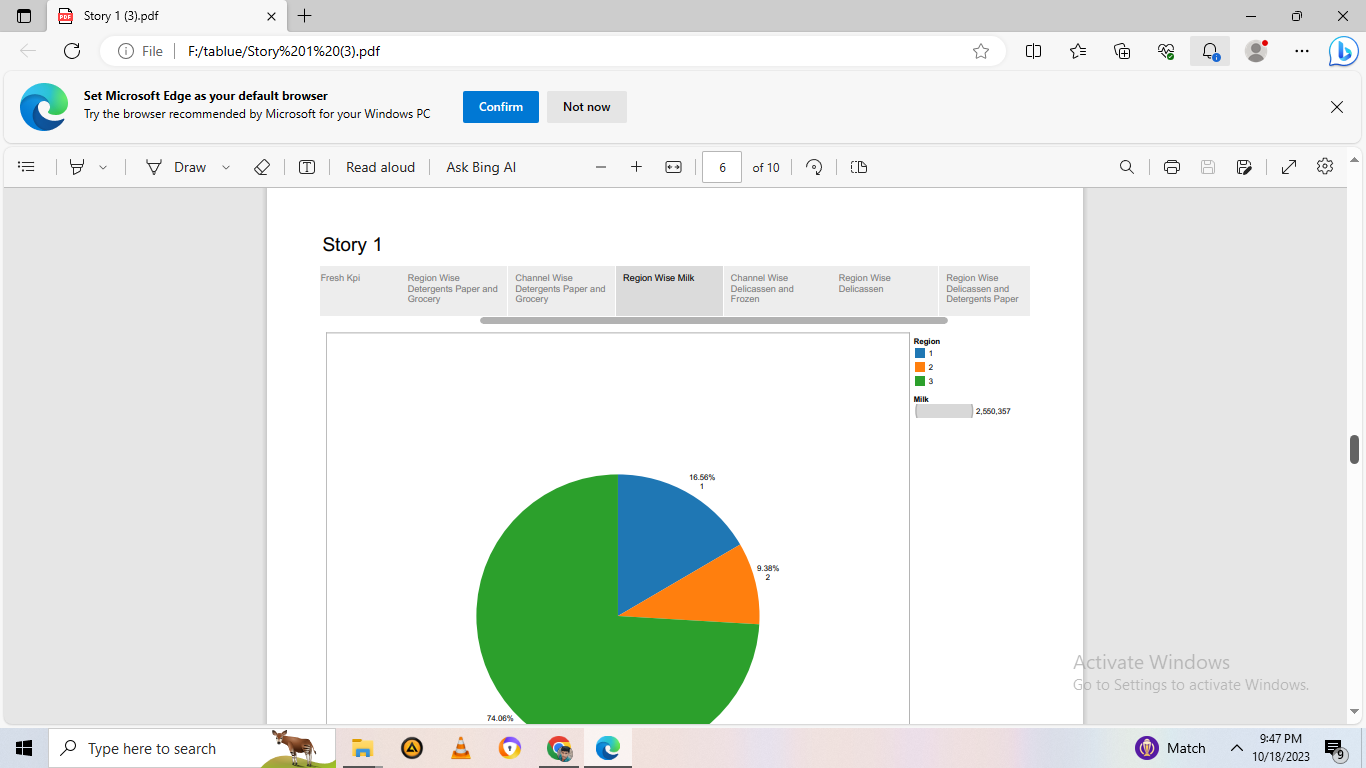 Story 1 (3).pdf
File
F:/tablue/Story%201%20(3).pdf
Set Microsoft Edge as your default browser
Try the browser recommended by Microsoft for your Windows PC
Confirm
Not now
Draw
Read aloud
Ask Bing AI
6
of 10
Story 1
Fresh Kpi
Region Wise
Detergents Paper and
Grocery
Channel Wise
Detergents Paper and
Grocery
Region Wise Milk
Channel Wise
Delicassen and
Frozen
Region Wise
Delicassen
Region Wise
Delicassen and
Detergents Paper
Region
1
2
3
Milk
2,550,357
16.56%
1
9.38%
2
74.06%
Activate Windows
Go to Settings to activate Windows.
Type here to search
Match
9:47 PM
10/18/2023
9